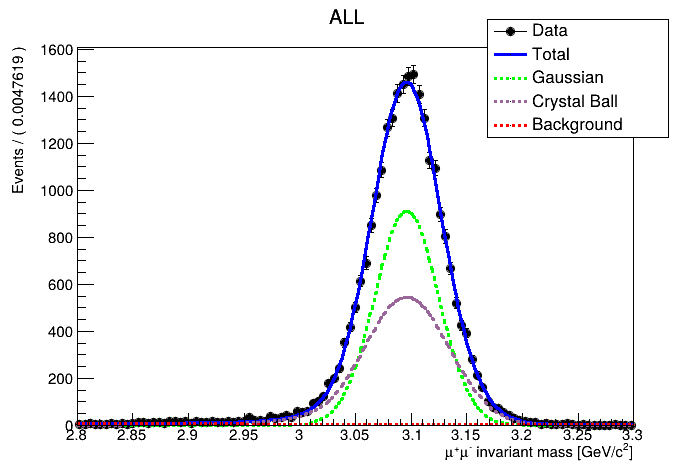 ALL
Data
Total
Gaussian
Crystal Ball
Background
Events / ( 0.0047619 )
1600
1400
1200
1000
800
600
400
200
0
2.8 2.85 2.9 2.95 3 3.05 3.1 3.15 3.2 3.25 3.3
μ⁺μ⁻ invariant mass [GeV/c²]